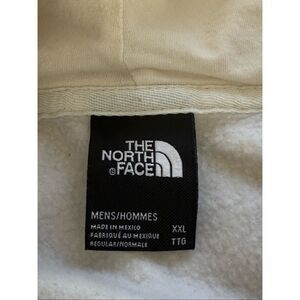 THE
NORTH
FACE
MENS/HOMMES
MADE IN MEXICO XXL
FABRIQUÉ AU MEXIQUE
REGULAR/NORMALE TTG